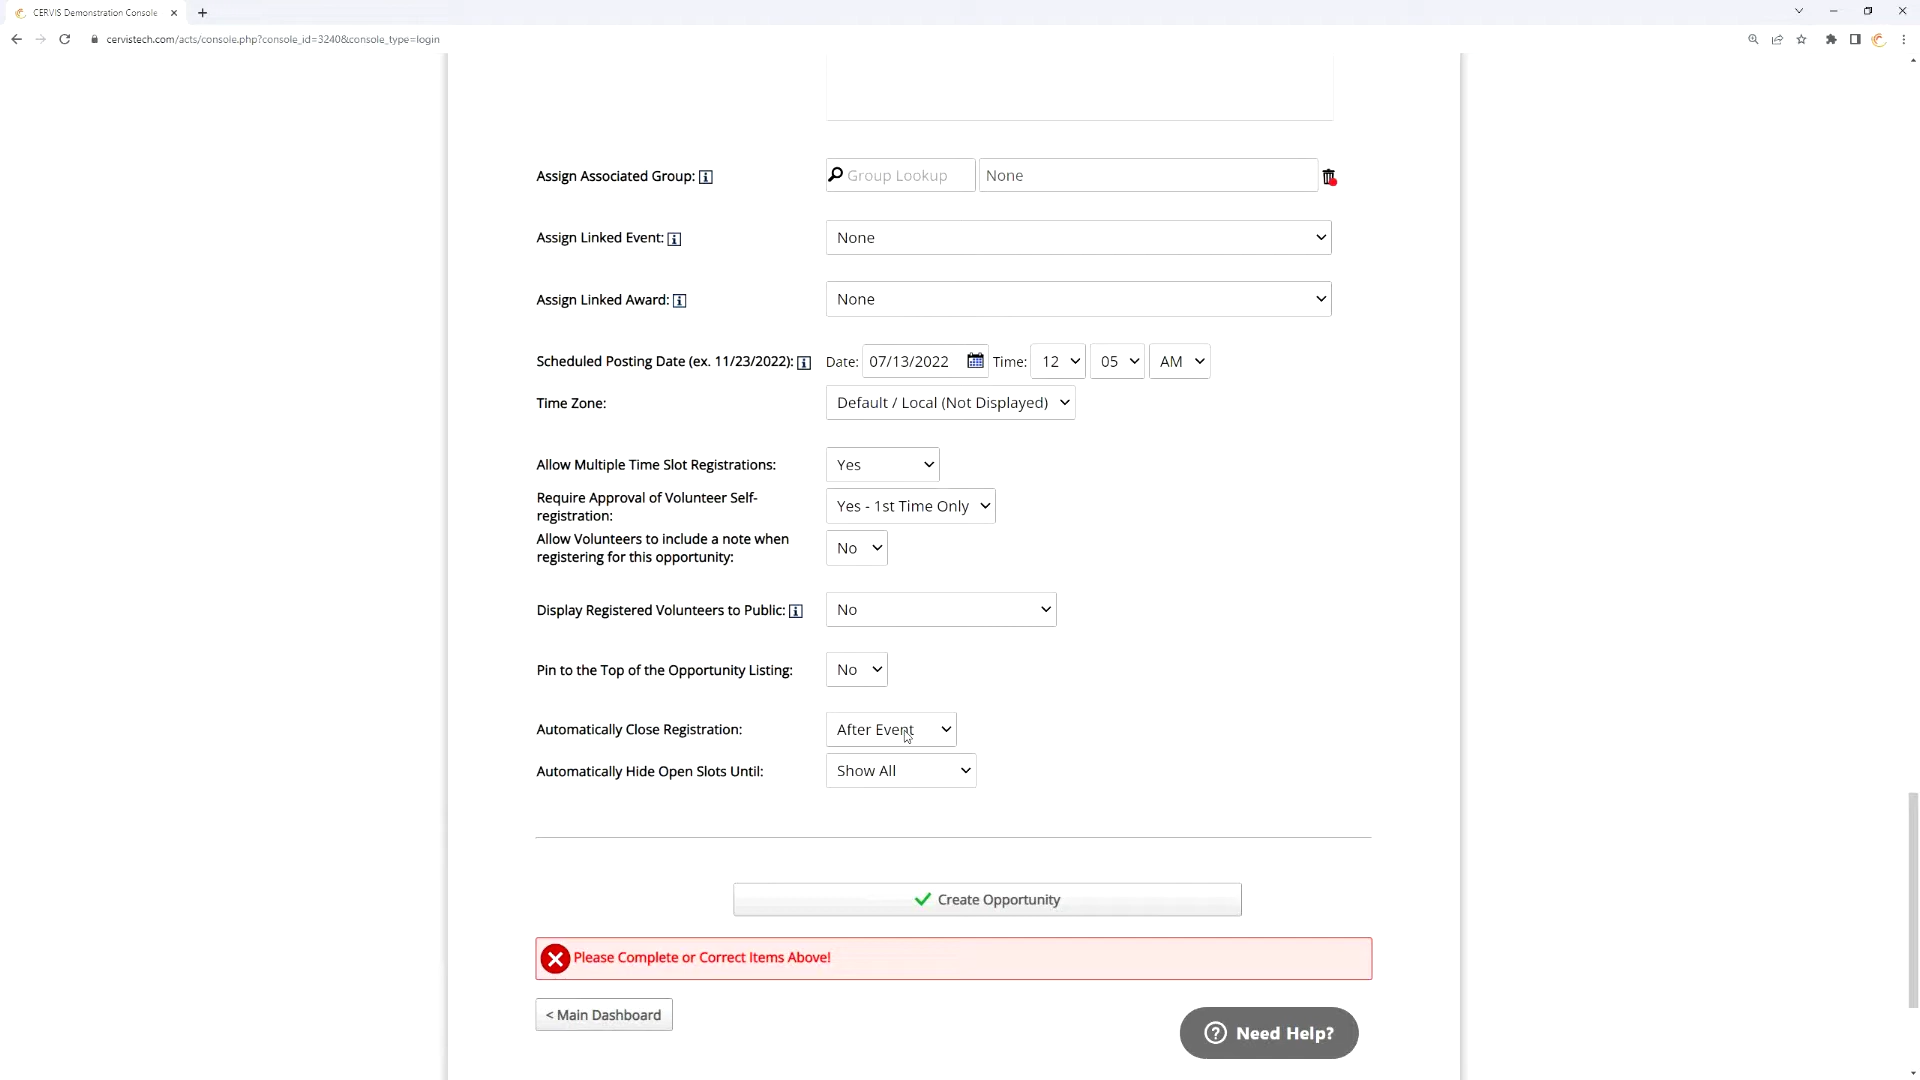 CERVIS Demonstration Console
cervistech.com/acts/console.php?console_id=3240&console_type=login
Assign Associated Group:
Group Lookup
None
Assign Linked Event:
None
Assign Linked Award:
None
Scheduled Posting Date (ex. 11/23/2022):
Date: 07/13/2022 Time: 12 05 AM
Time Zone:
Default / Local (Not Displayed)
Allow Multiple Time Slot Registrations:
Yes
Require Approval of Volunteer Self-
registration:
Yes - 1st Time Only
Allow Volunteers to include a note when
registering for this opportunity:
No
Display Registered Volunteers to Public:
No
Pin to the Top of the Opportunity Listing:
No
Automatically Close Registration:
After Event
Automatically Hide Open Slots Until:
Show All
Create Opportunity
Please Complete or Correct Items Above!
< Main Dashboard
Need Help?